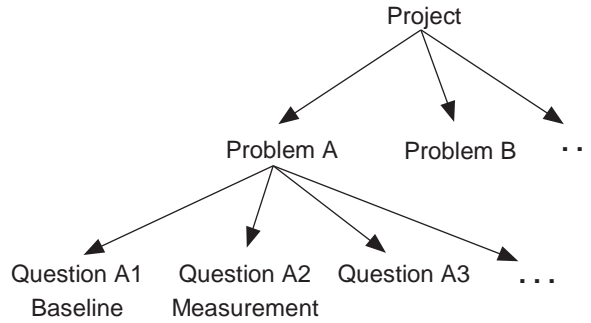 Project
Problem A Problem B . .
Question A1 Question A2 Question A3 . . .
Baseline Measurement